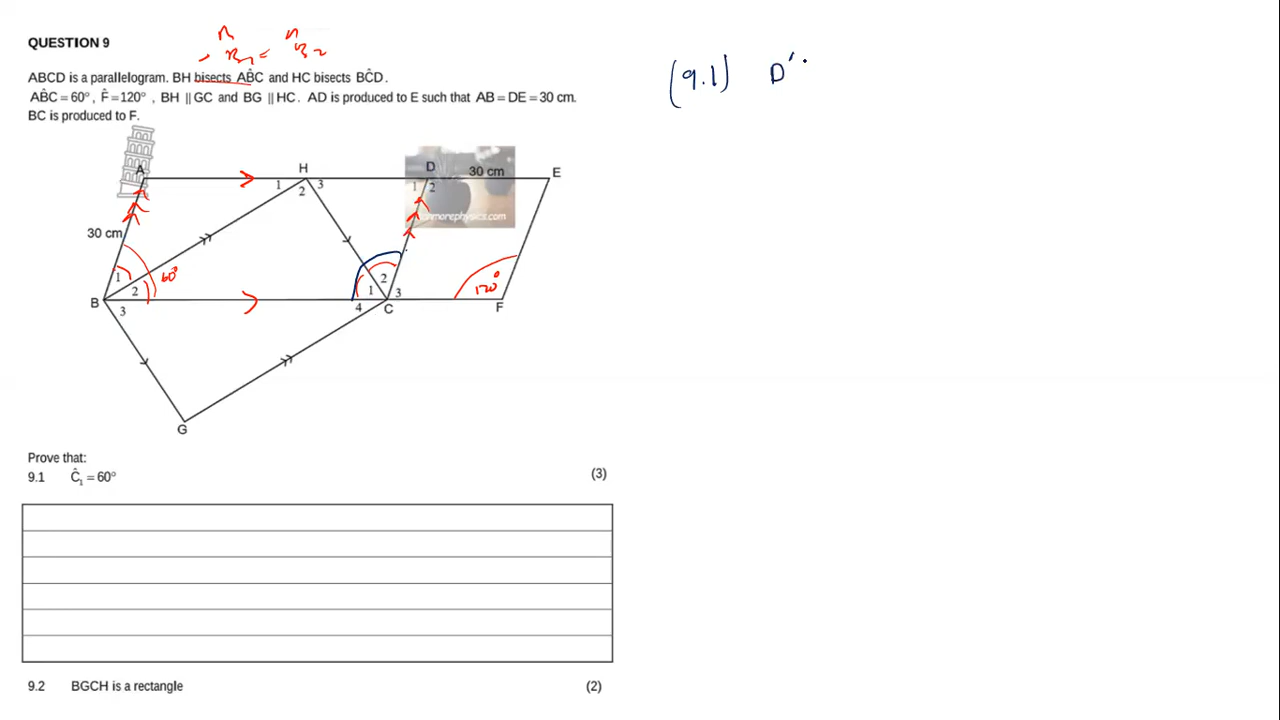 QUESTION 9
B̂₁ = B̂₂
ABCD is a parallelogram. BH bisects AB̂C and HC bisects BĈD.
AB̂C = 60°, F̂ = 120°, BH || GC and BG || HC. AD is produced to E such that AB = DE = 30 cm.
BC is produced to F.
(9.1) D
A H D 30 cm E
1 2 3 1 2
30 cm
1 2 60° 2 1 3 120°
B 3 4 C F
G
Prove that:
9.1 Ĉ₁ = 60° (3)
9.2 BGCH is a rectangle (2)